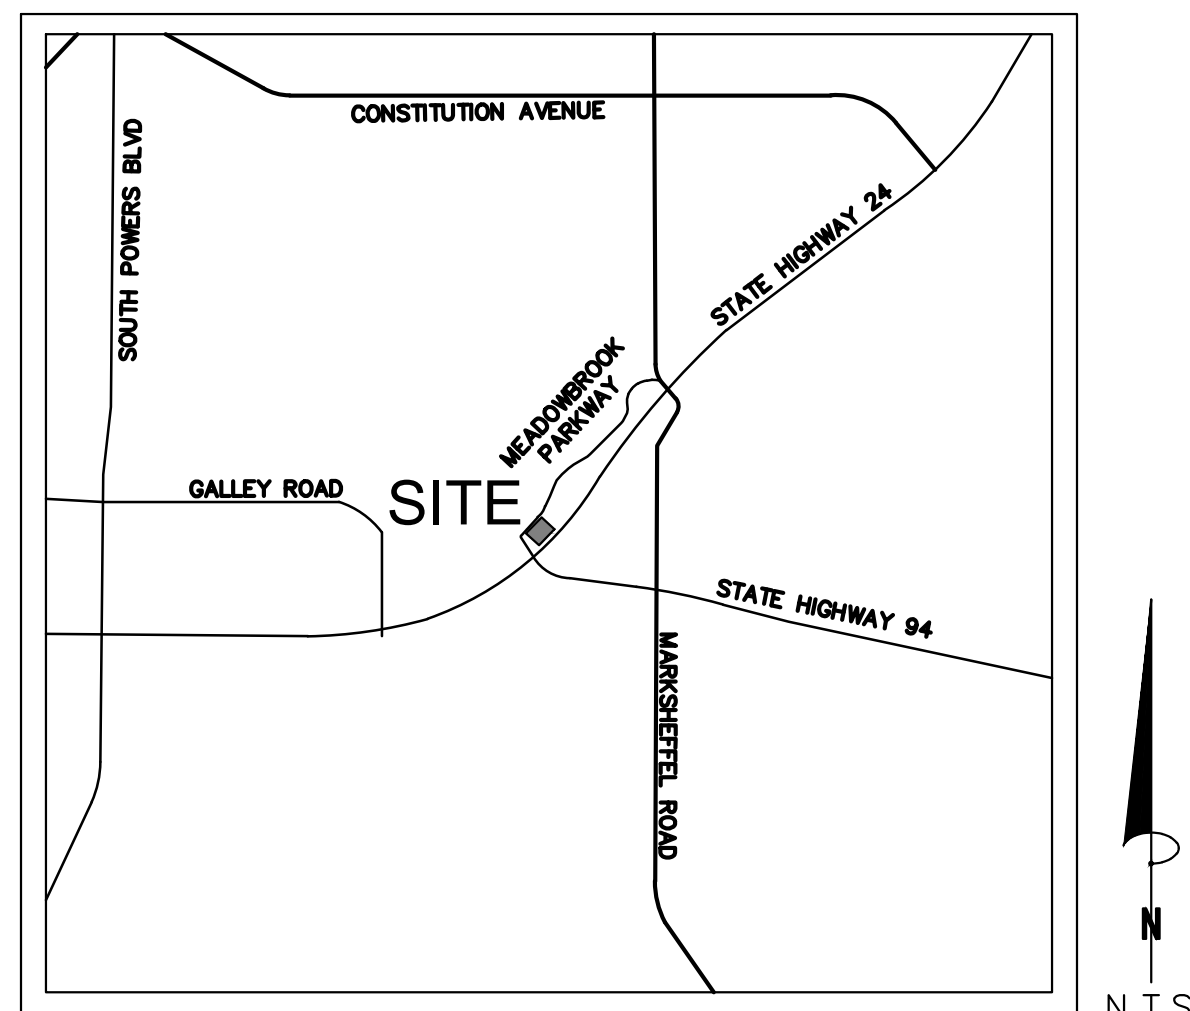 CONSTITUTION AVENUE
SOUTH POWERS BLVD
STATE HIGHWAY 24
MEADOWBROOK
PARKWAY
GALLEY ROAD
SITE
STATE HIGHWAY 94
MARKSHEFFEL ROAD
N
N T S